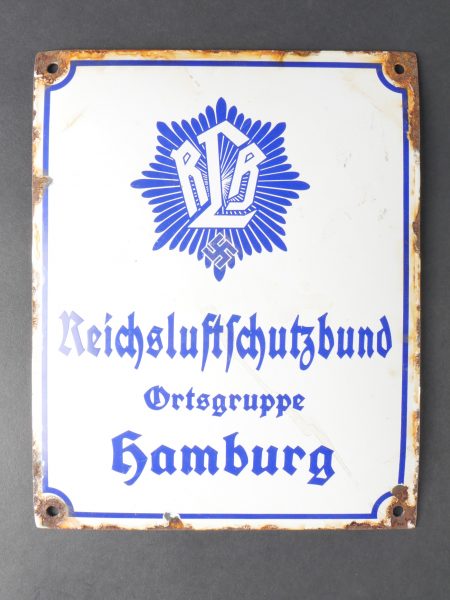 RLB
Reichsluftschutzbund
Ortsgruppe
Hamburg